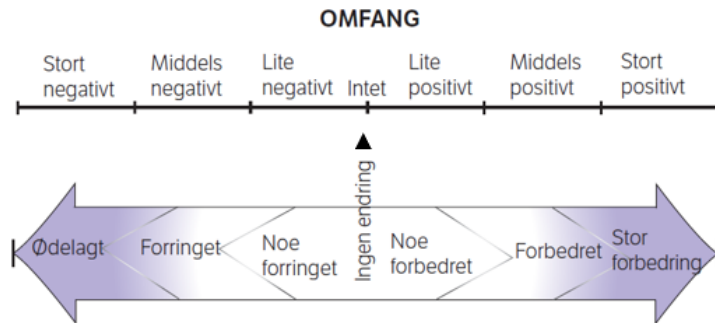 OMFANG
Stort
negativt
Middels
negativt
Lite
negativt
Intet
Lite
positivt
Middels
positivt
Stort
positivt
Ødelagt
Forringet
Noe
forringet
Ingen endring
Noe
forbedret
Forbedret
Stor
forbedring